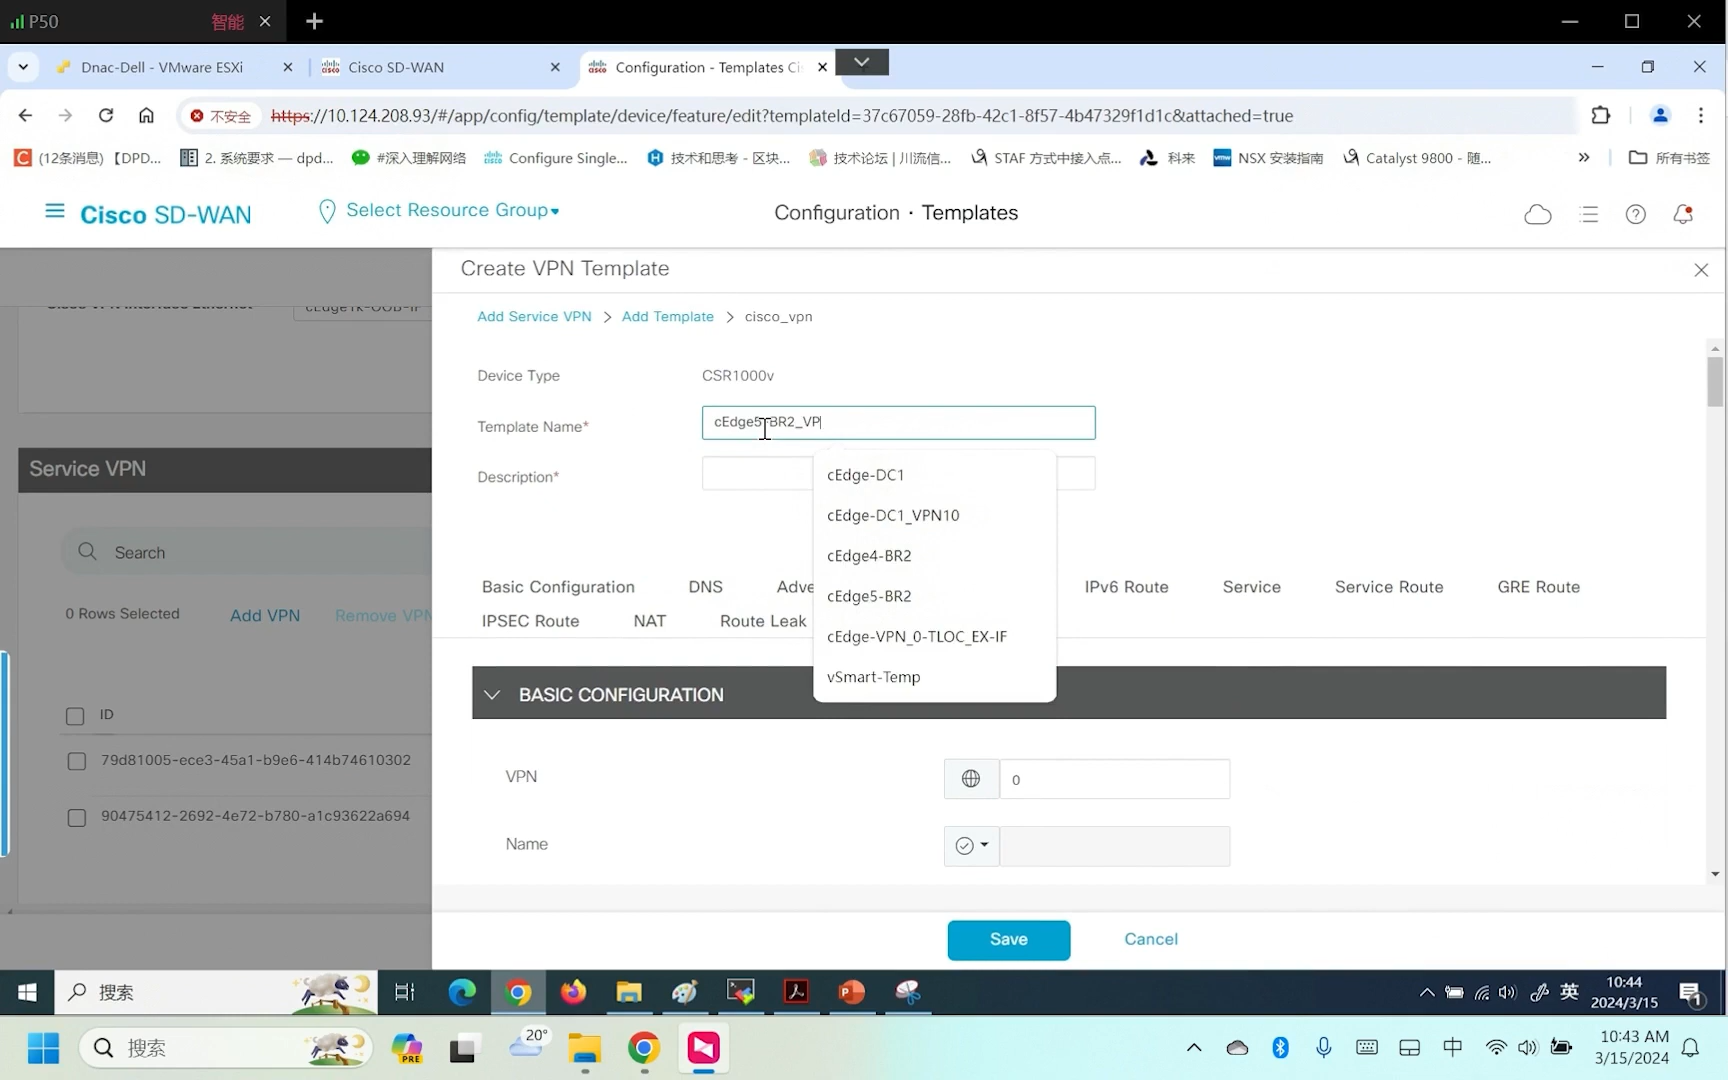 P50 智能
Dnac-Dell - VMware ESXi
Cisco SD-WAN
Configuration - Templates Ci
不安全 https://10.124.208.93/#/app/config/template/device/feature/edit?templateId=37c67059-28fb-42c1-8f57-4b47329f1d1c&attached=true
(12条消息) 【DPD...
2. 系统要求 — dpd...
#深入理解网络
Configure Single...
技术和思考 - 区块...
技术论坛 | 川流信...
STAF 方式中接入点...
科来
NSX 安装指南
Catalyst 9800 - 随...
»
所有书签
Cisco SD-WAN
Select Resource Group
Configuration · Templates
Create VPN Template
Add Service VPN > Add Template > cisco_vpn
Device Type CSR1000v
Template Name* cEdge5-BR2_VP
Description*
cEdge-DC1
cEdge-DC1_VPN10
cEdge4-BR2
cEdge5-BR2
cEdge-VPN_0-TLOC_EX-IF
vSmart-Temp
Service VPN
Search
0 Rows Selected Add VPN Remove VPN
ID
79d81005-ece3-45a1-b9e6-414b74610302
90475412-2692-4e72-b780-a1c93622a694
Basic Configuration DNS Adve IPv6 Route Service Service Route GRE Route
IPSEC Route NAT Route Leak
BASIC CONFIGURATION
VPN 0
Name
Save Cancel
搜索
英
10:44
2024/3/15
1
搜索
PRE
20°
中
10:43 AM
3/15/2024